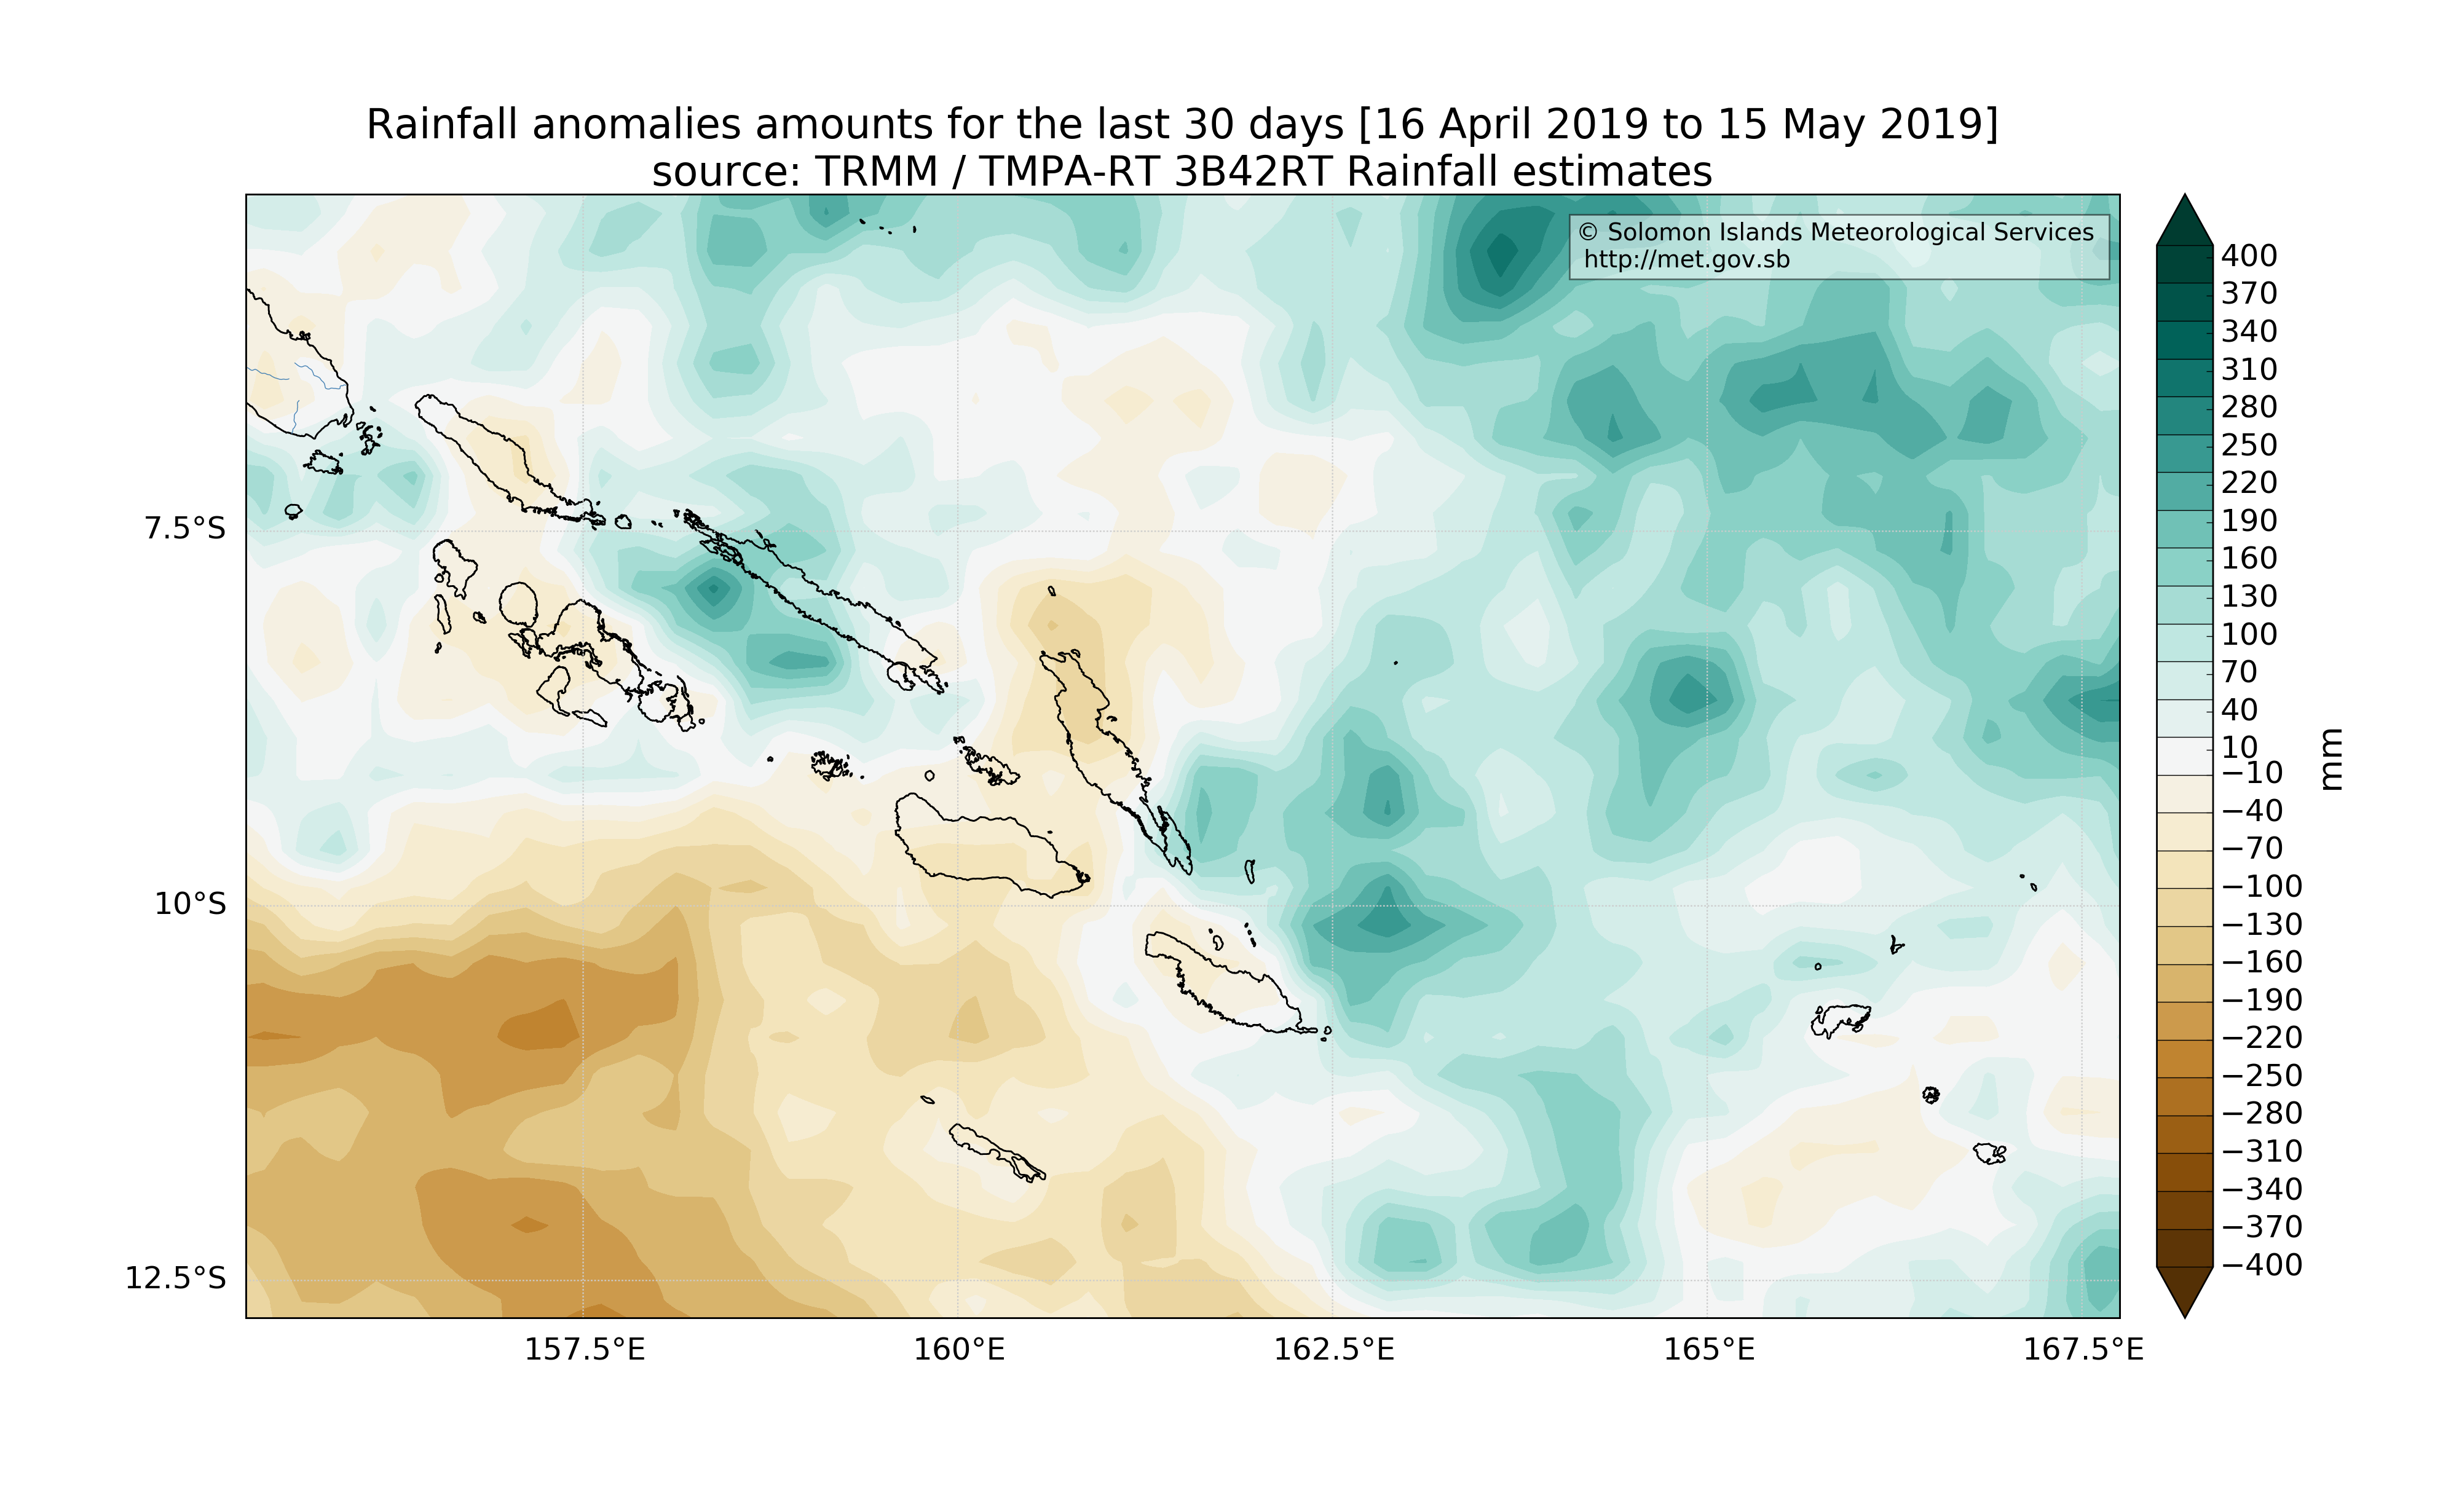 Rainfall anomalies amounts for the last 30 days [16 April 2019 to 15 May 2019]
source: TRMM / TMPA-RT 3B42RT Rainfall estimates
© Solomon Islands Meteorological Services
http://met.gov.sb
7.5°S
10°S
12.5°S
157.5°E
160°E
162.5°E
165°E
167.5°E
400
370
340
310
280
250
220
190
160
130
100
70
40
10
−10
−40
−70
−100
−130
−160
−190
−220
−250
−280
−310
−340
−370
−400
mm